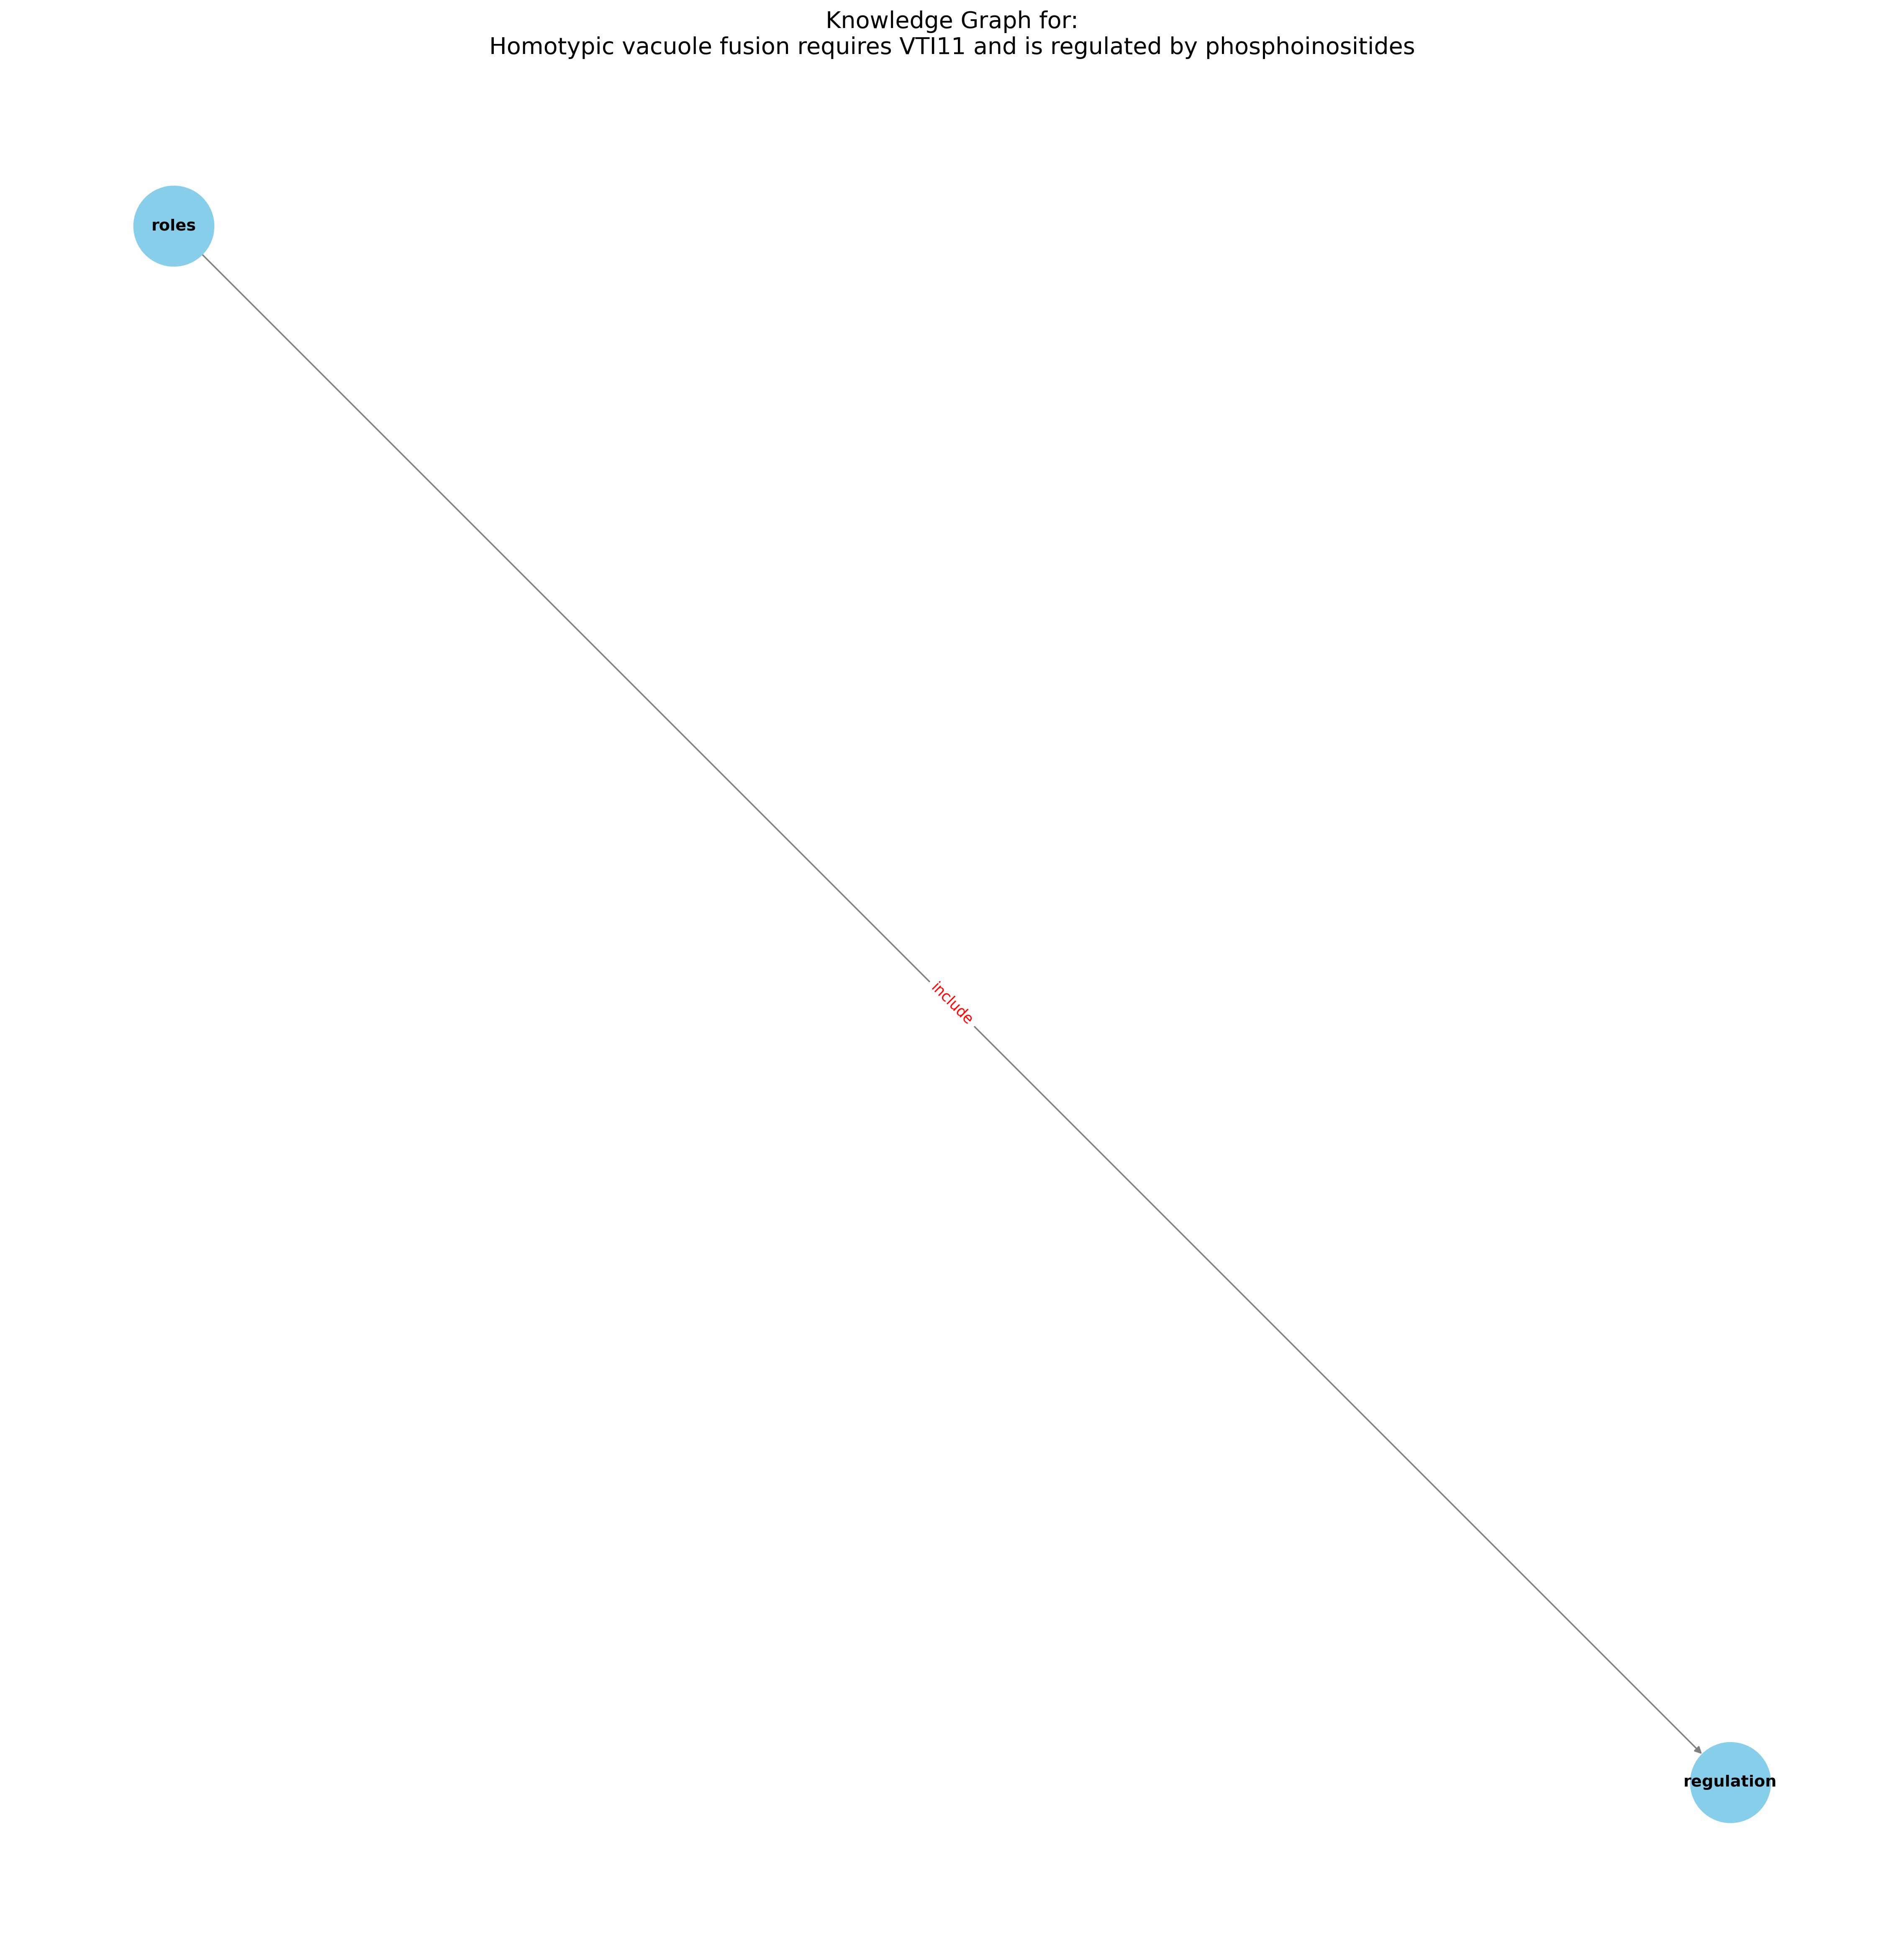 Knowledge Graph for:
Homotypic vacuole fusion requires VTI11 and is regulated by phosphoinositides
roles
include
regulation